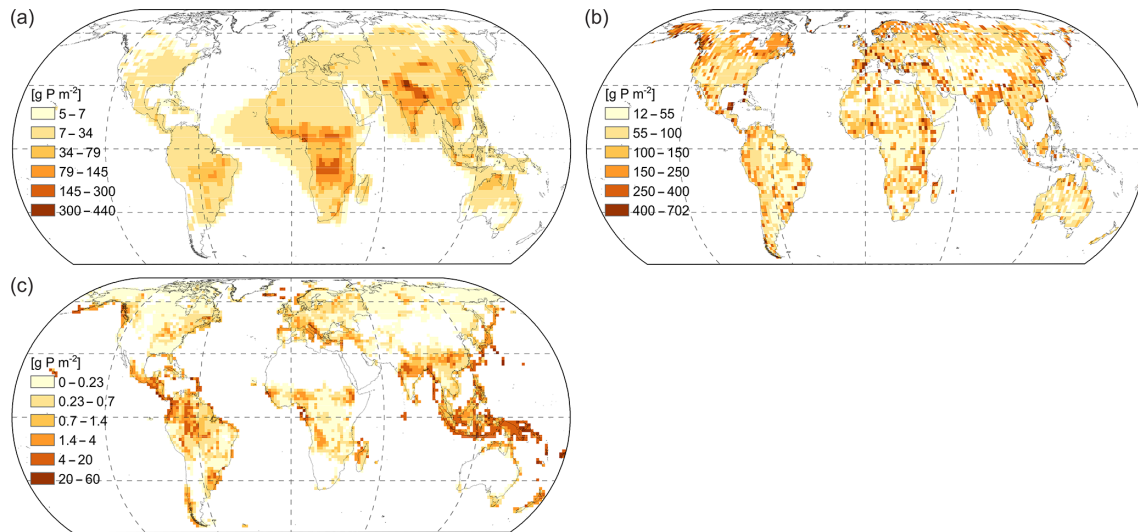 (a)
[g P m⁻²]
5 – 7
7 – 34
34 – 79
79 – 145
145 – 300
300 – 440
(b)
[g P m⁻²]
12 – 55
55 – 100
100 – 150
150 – 250
250 – 400
400 – 702
(c)
[g P m⁻²]
0 – 0.23
0.23 – 0.7
0.7 – 1.4
1.4 – 4
4 – 20
20 – 60